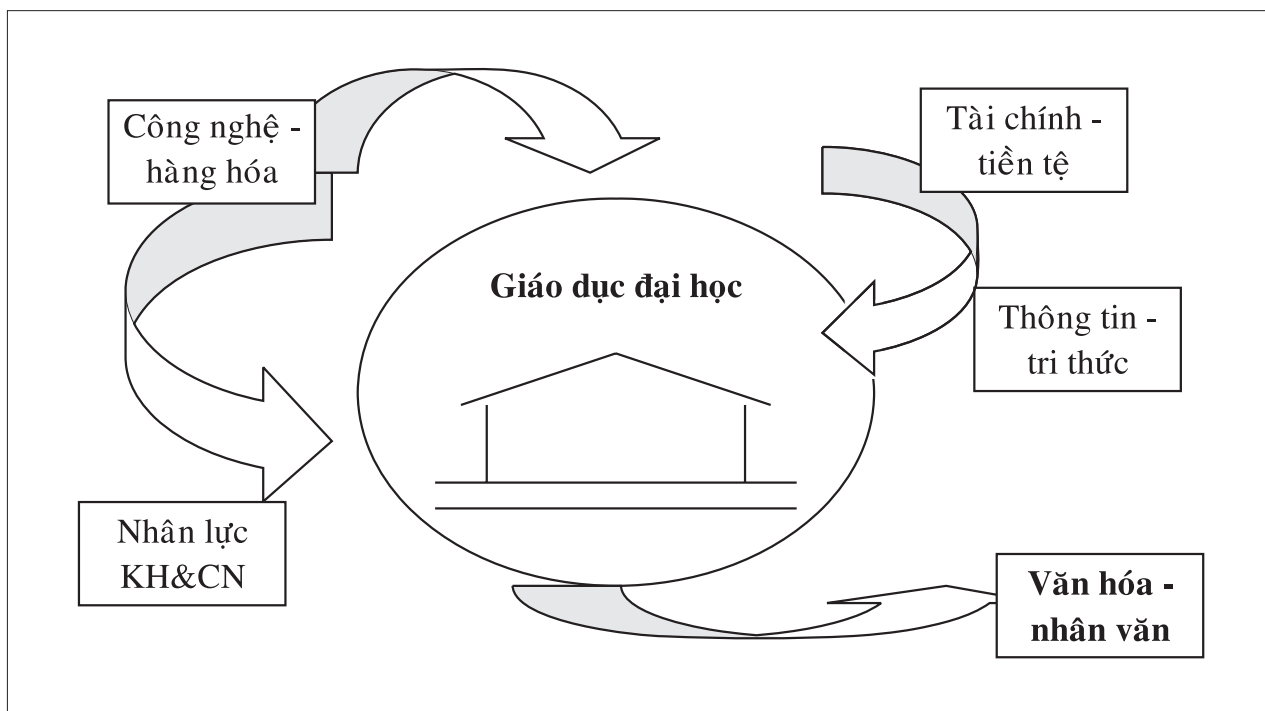 Công nghệ -
hàng hóa
Tài chính -
tiền tệ
Giáo dục đại học
Thông tin -
tri thức
Nhân lực
KH&CN
Văn hóa -
nhân văn